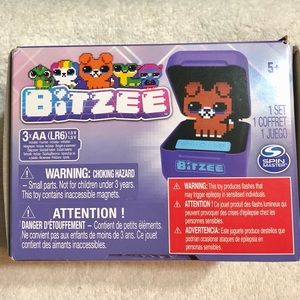 BiTZEE
5+
3xAA (LR6)
1 SET
1 COFFRET
1 JUEGO
SPIN MASTER
BiTZEE
WARNING: CHOKING HAZARD
– Small parts. Not for children under 3 years.
This toy contains inaccessible magnets.
ATTENTION !
DANGER D'ÉTOUFFEMENT – Contient de petits éléments.
Ne convient pas aux enfants de moins de 3 ans. Ce jouet
contient des aimants inaccessibles.
WARNING: This toy produces flashes that
may trigger epilepsy in sensitised individuals.
ATTENTION! Ce jouet produit des flashs lumineux qui
peuvent provoquer des crises d'épilepsie chez les personnes
sensibles.
ADVERTENCIA: Este juguete produce destellos que
podrían ocasionar ataques de epilepsia en
personas sensibles.